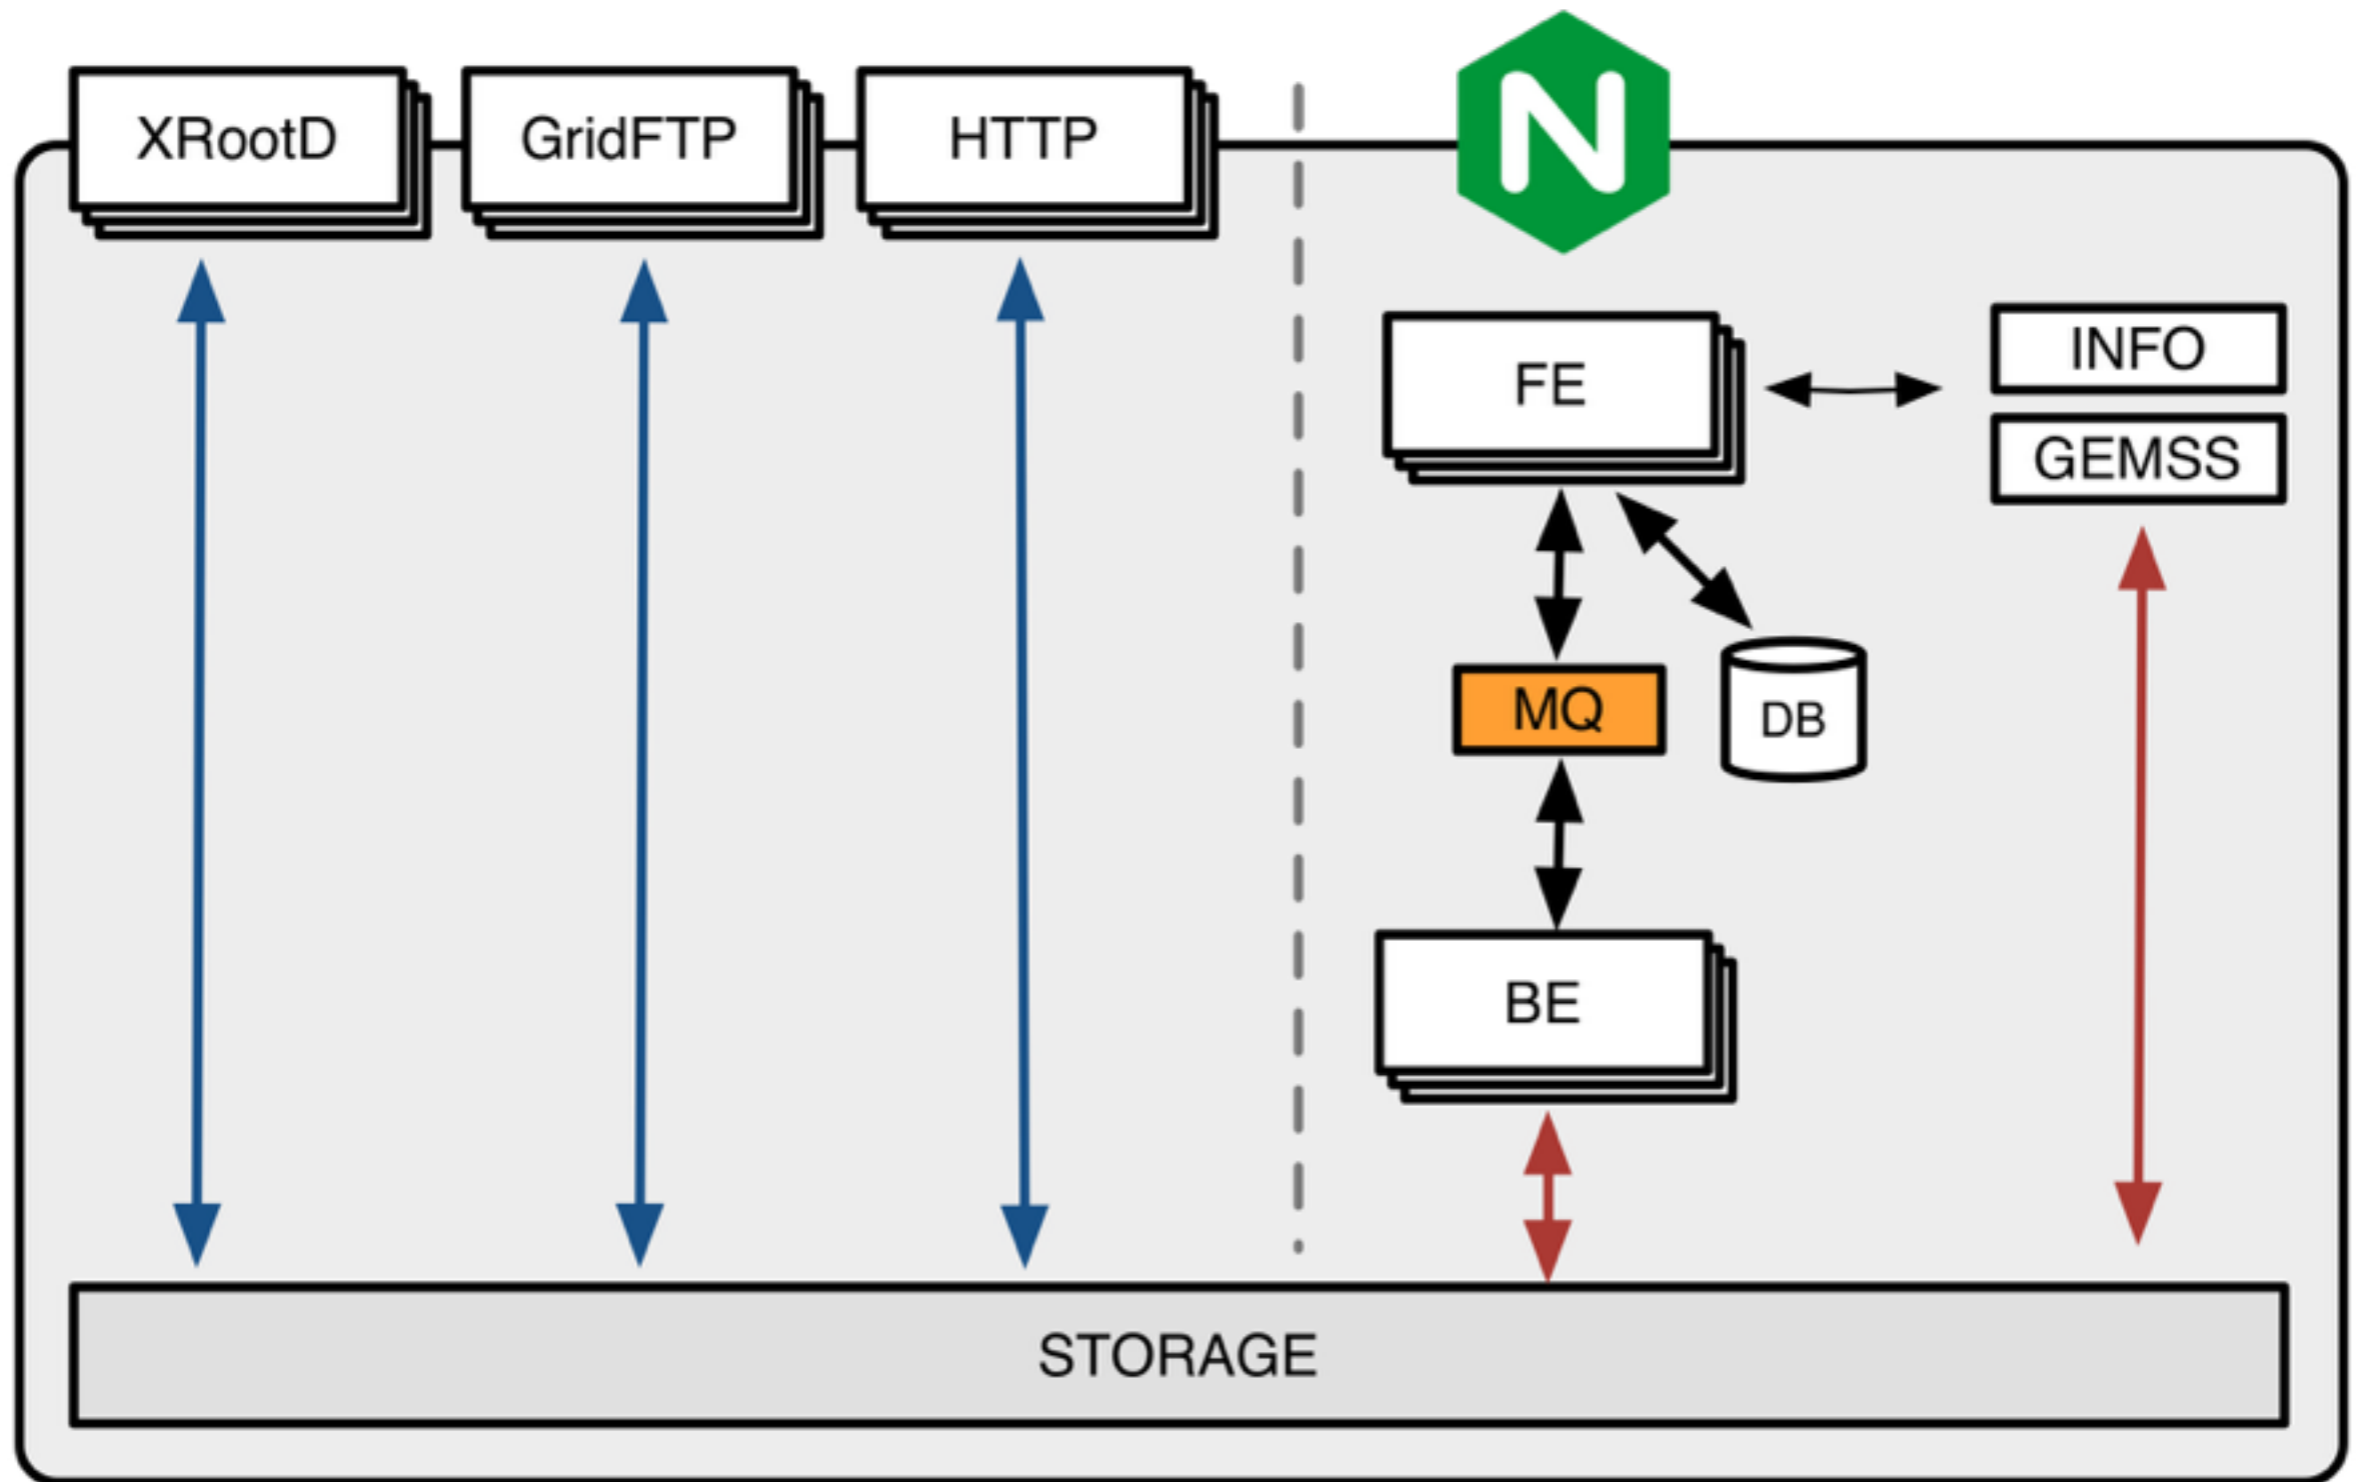 XRootD
GridFTP
HTTP
N
FE
INFO
GEMSS
MQ
DB
BE
STORAGE